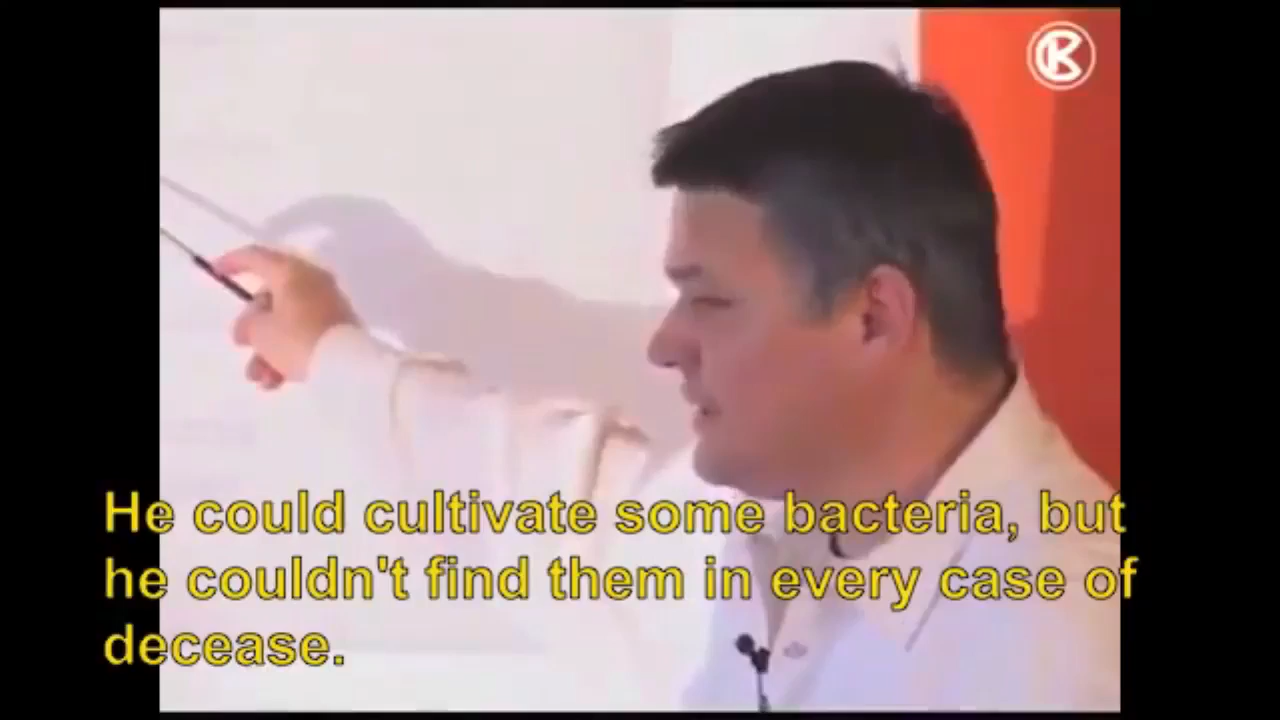 He could cultivate some bacteria, but
he couldn't find them in every case of
decease.